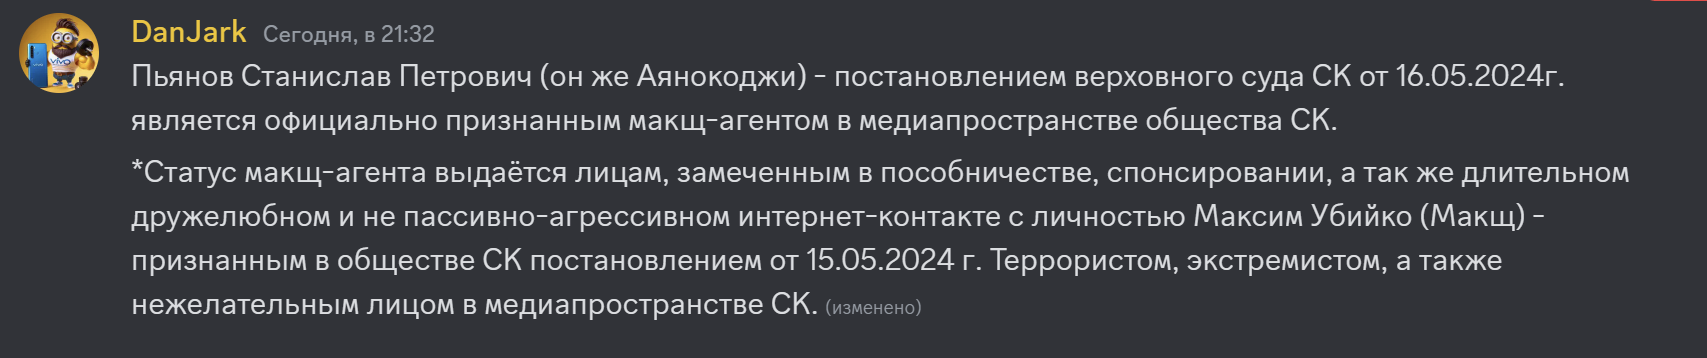 DanJark Сегодня, в 21:32
Пьянов Станислав Петрович (он же Аянокоджи) - постановлением верховного суда СК от 16.05.2024г.
является официально признанным макщ-агентом в медиапространстве общества СК.
*Статус макщ-агента выдаётся лицам, замеченным в пособничестве, спонсировании, а так же длительном
дружелюбном и не пассивно-агрессивном интернет-контакте с личностью Максим Убийко (Макщ) -
признанным в обществе СК постановлением от 15.05.2024 г. Террористом, экстремистом, а также
нежелательным лицом в медиапространстве СК. (изменено)